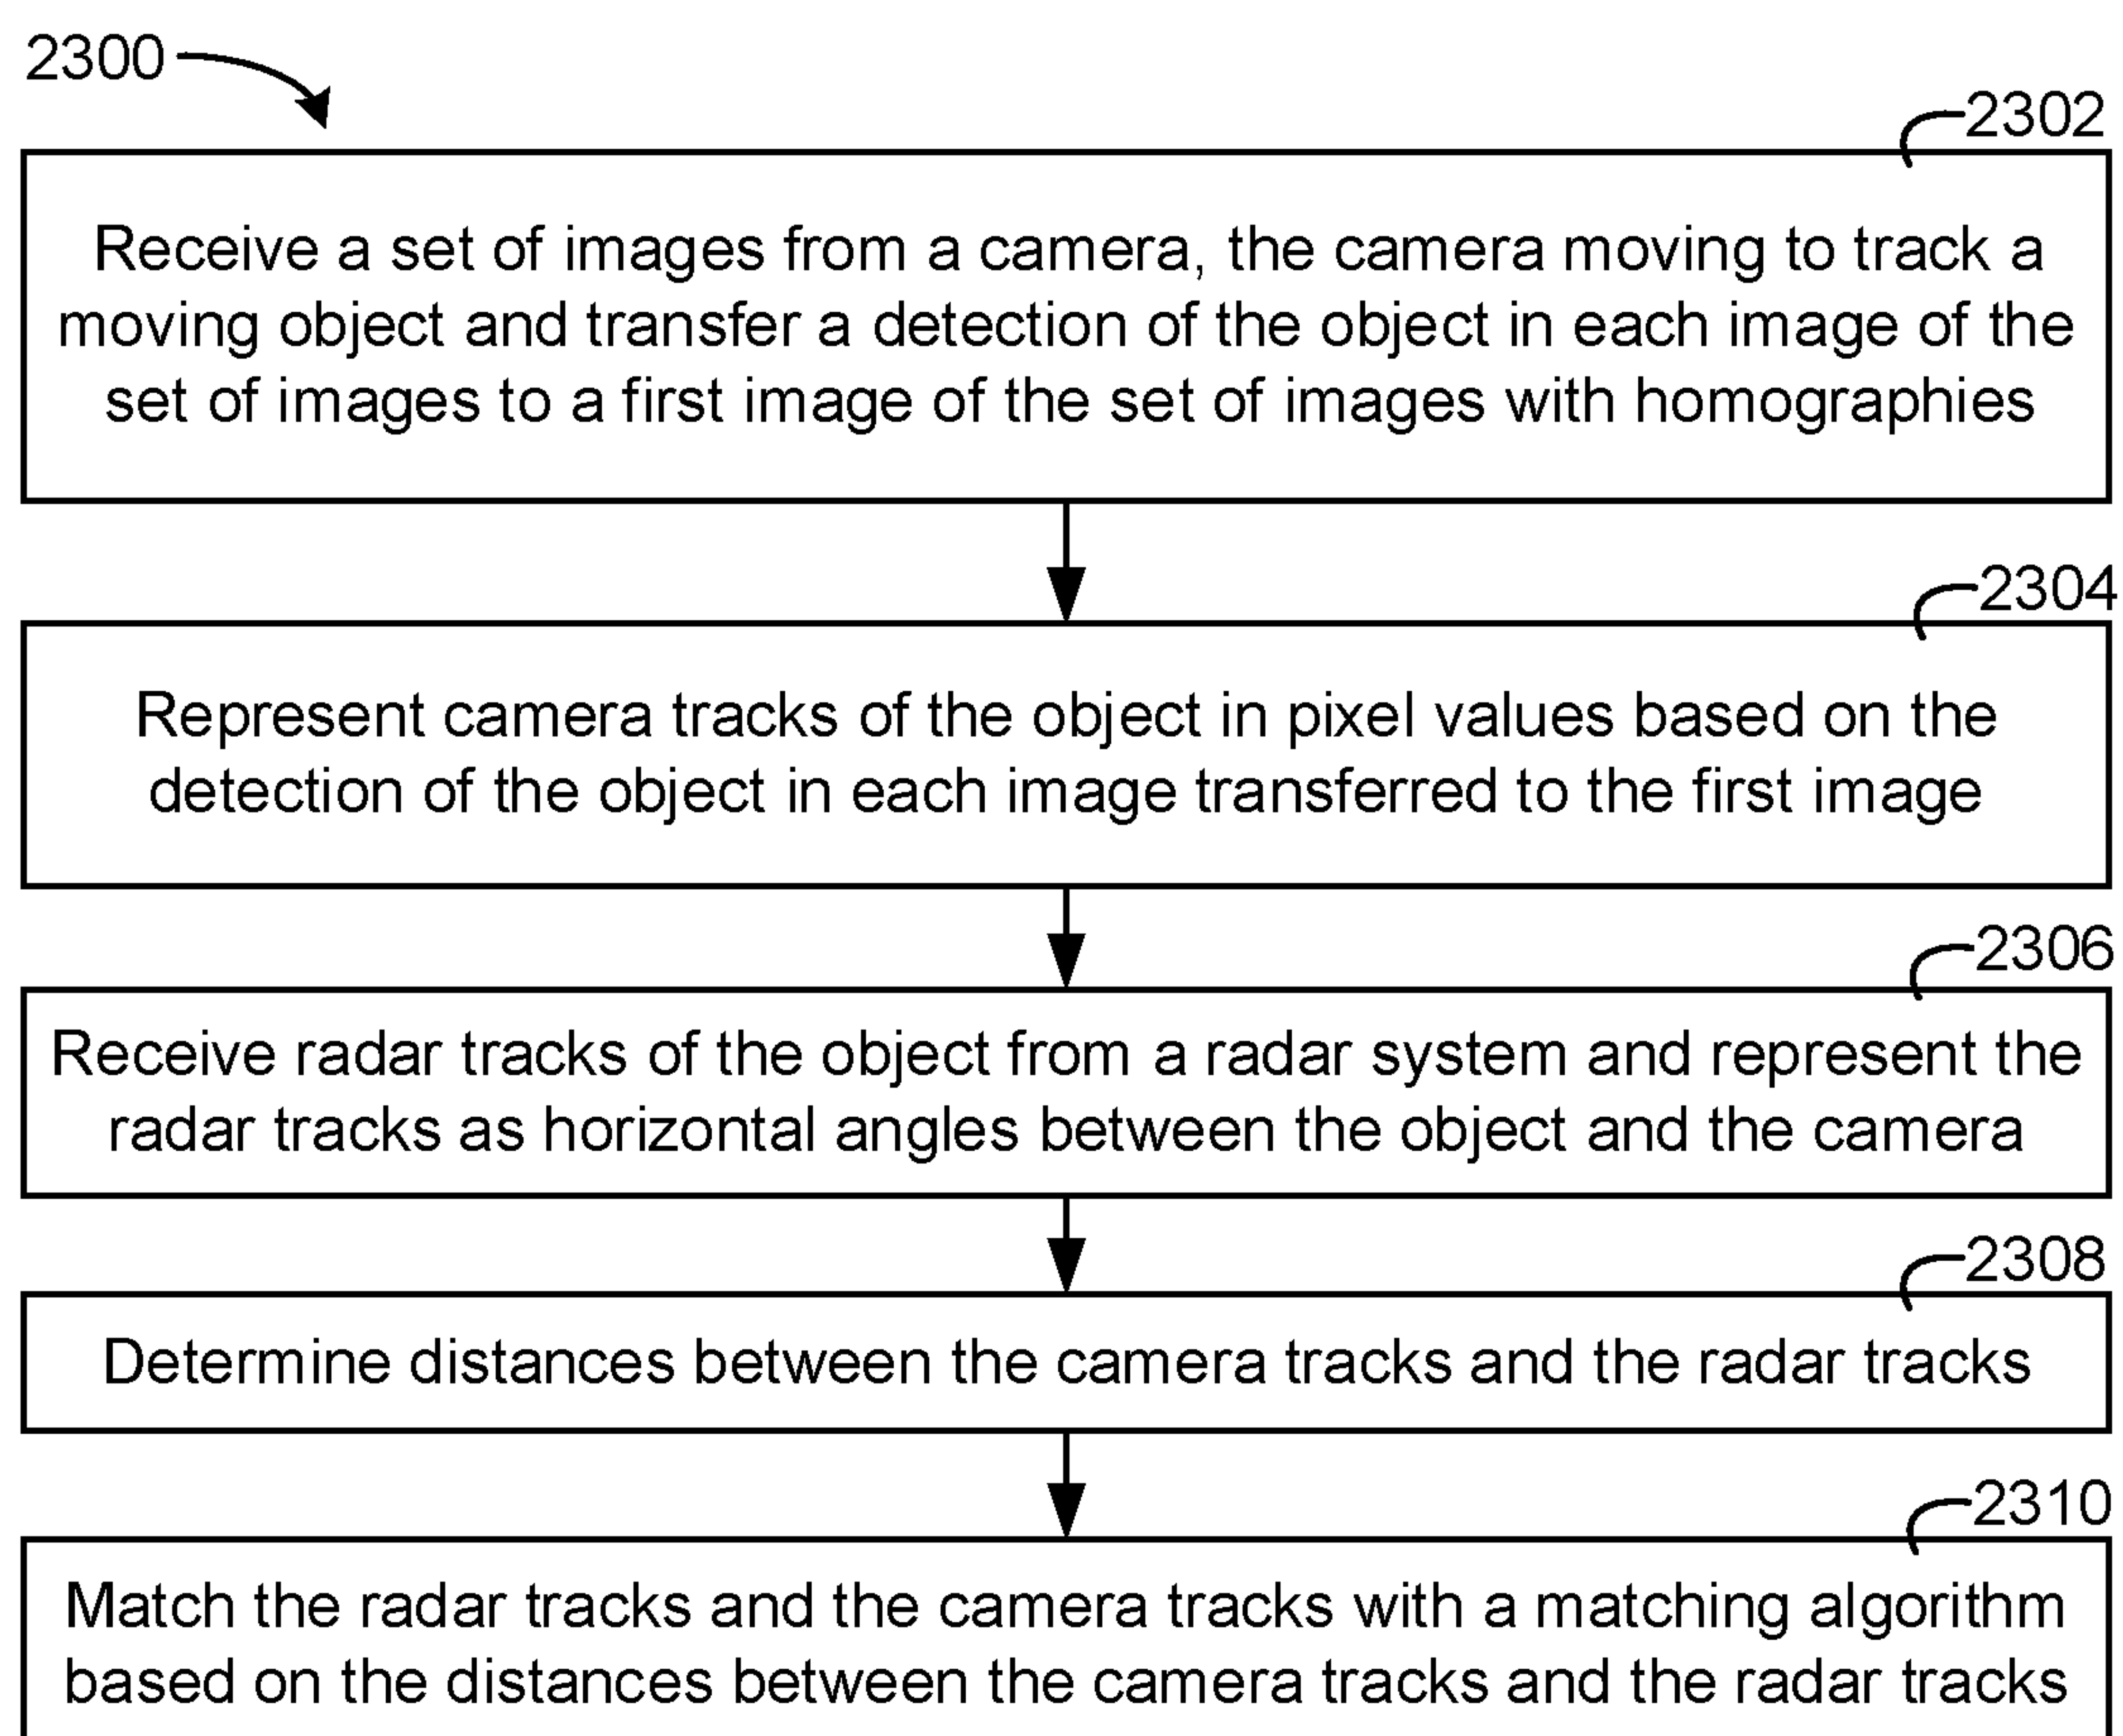 2300
2302
Receive a set of images from a camera, the camera moving to track a
moving object and transfer a detection of the object in each image of the
set of images to a first image of the set of images with homographies
2304
Represent camera tracks of the object in pixel values based on the
detection of the object in each image transferred to the first image
2306
Receive radar tracks of the object from a radar system and represent the
radar tracks as horizontal angles between the object and the camera
2308
Determine distances between the camera tracks and the radar tracks
2310
Match the radar tracks and the camera tracks with a matching algorithm
based on the distances between the camera tracks and the radar tracks